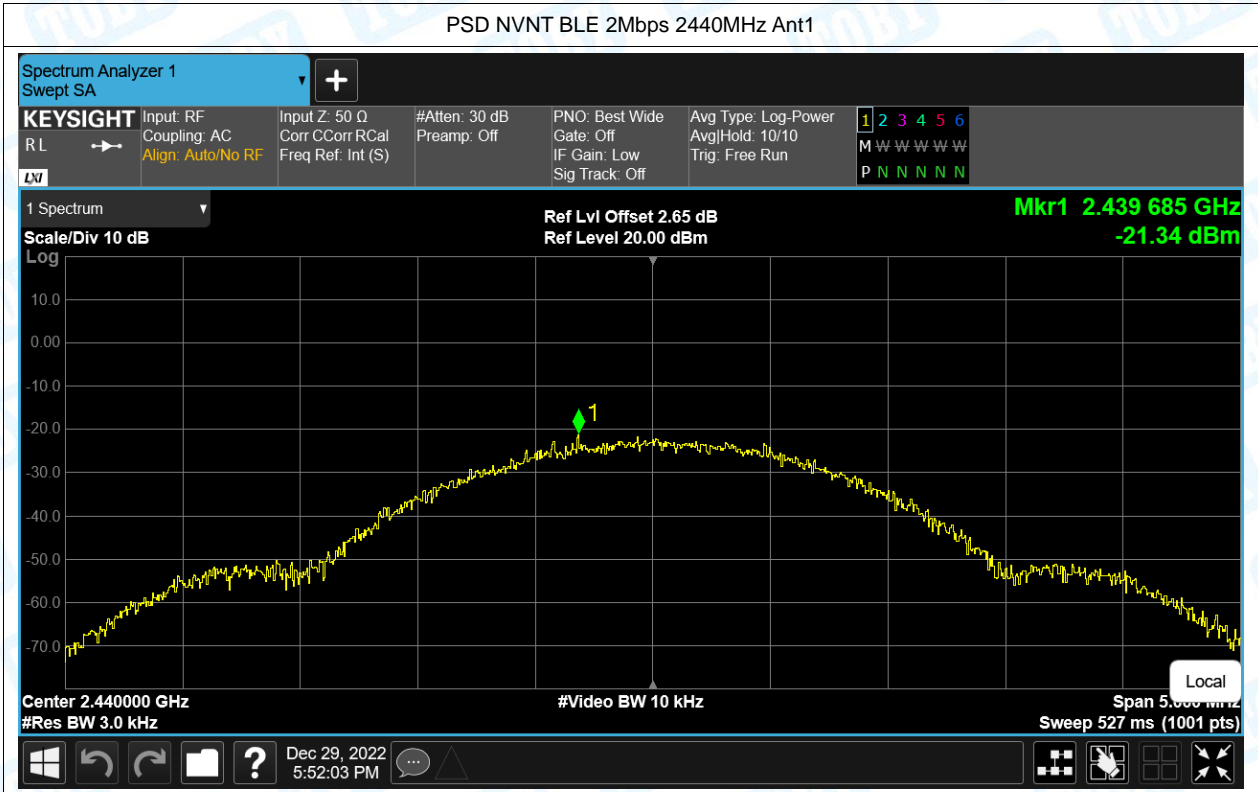 PSD NVNT BLE 2Mbps 2440MHz Ant1
Spectrum Analyzer 1
Swept SA
KEYSIGHT
R L
LXI
Input: RF
Coupling: AC
Align: Auto/No RF
Input Z: 50 Ω
Corr CCorr RCal
Freq Ref: Int (S)
#Atten: 30 dB
Preamp: Off
PNO: Best Wide
Gate: Off
IF Gain: Low
Sig Track: Off
Avg Type: Log-Power
Avg|Hold: 10/10
Trig: Free Run
1 2 3 4 5 6
M W W W W W
P N N N N N
1 Spectrum
Scale/Div 10 dB
Ref Lvl Offset 2.65 dB
Ref Level 20.00 dBm
Mkr1 2.439 685 GHz
-21.34 dBm
Log
10.0
0.00
-10.0
-20.0
-30.0
-40.0
-50.0
-60.0
-70.0
1
Center 2.440000 GHz
#Res BW 3.0 kHz
#Video BW 10 kHz
Local
Span 5.000 MHz
Sweep 527 ms (1001 pts)
?
Dec 29, 2022
5:52:03 PM
TOBY